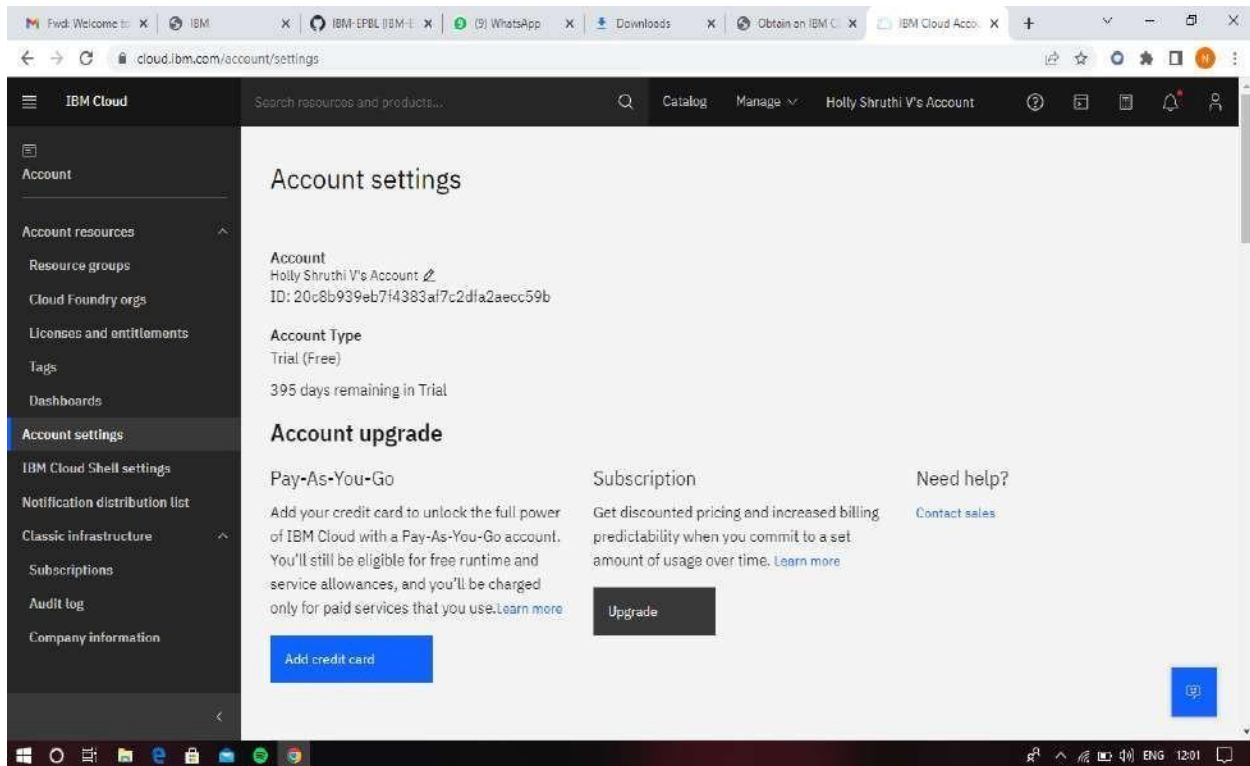 Fwd: Welcome to
IBM
IBM-EPBL (IBM-E
(9) WhatsApp
Downloads
Obtain an IBM C
IBM Cloud Acco
cloud.ibm.com/account/settings
N
IBM Cloud
Search resources and products...
Catalog
Manage
Holly Shruthi V's Account
Account
Account resources
Resource groups
Cloud Foundry orgs
Licenses and entitlements
Tags
Dashboards
Account settings
IBM Cloud Shell settings
Notification distribution list
Classic infrastructure
Subscriptions
Audit log
Company information
Account settings
Account
Holly Shruthi V's Account
ID: 20c8b939eb7f4383af7c2dfa2aecc59b
Account Type
Trial (Free)
395 days remaining in Trial
Account upgrade
Pay-As-You-Go
Add your credit card to unlock the full power
of IBM Cloud with a Pay-As-You-Go account.
You'll still be eligible for free runtime and
service allowances, and you'll be charged
only for paid services that you use.Learn more
Add credit card
Subscription
Get discounted pricing and increased billing
predictability when you commit to a set
amount of usage over time. Learn more
Upgrade
Need help?
Contact sales
ENG 12:01